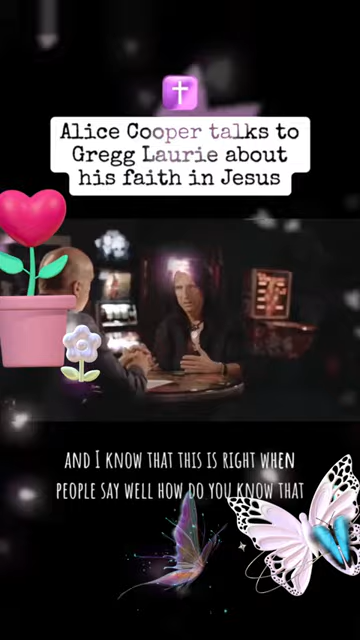 Alice Cooper talks to
Gregg Laurie about
his faith in Jesus
AND I KNOW THAT THIS IS RIGHT WHEN
PEOPLE SAY WELL HOW DO YOU KNOW THAT